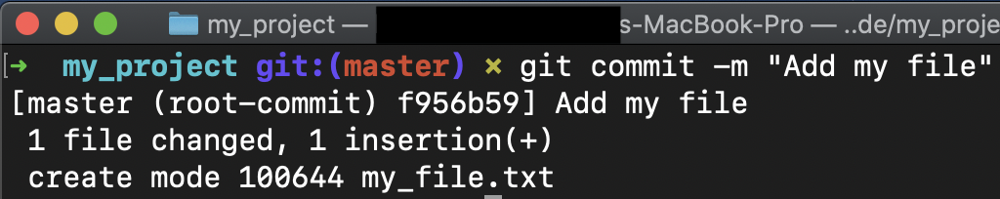 my_project — s-MacBook-Pro — ..de/my_proje
[➜ my_project git:(master) ✗ git commit -m "Add my file"
[master (root-commit) f956b59] Add my file
1 file changed, 1 insertion(+)
create mode 100644 my_file.txt